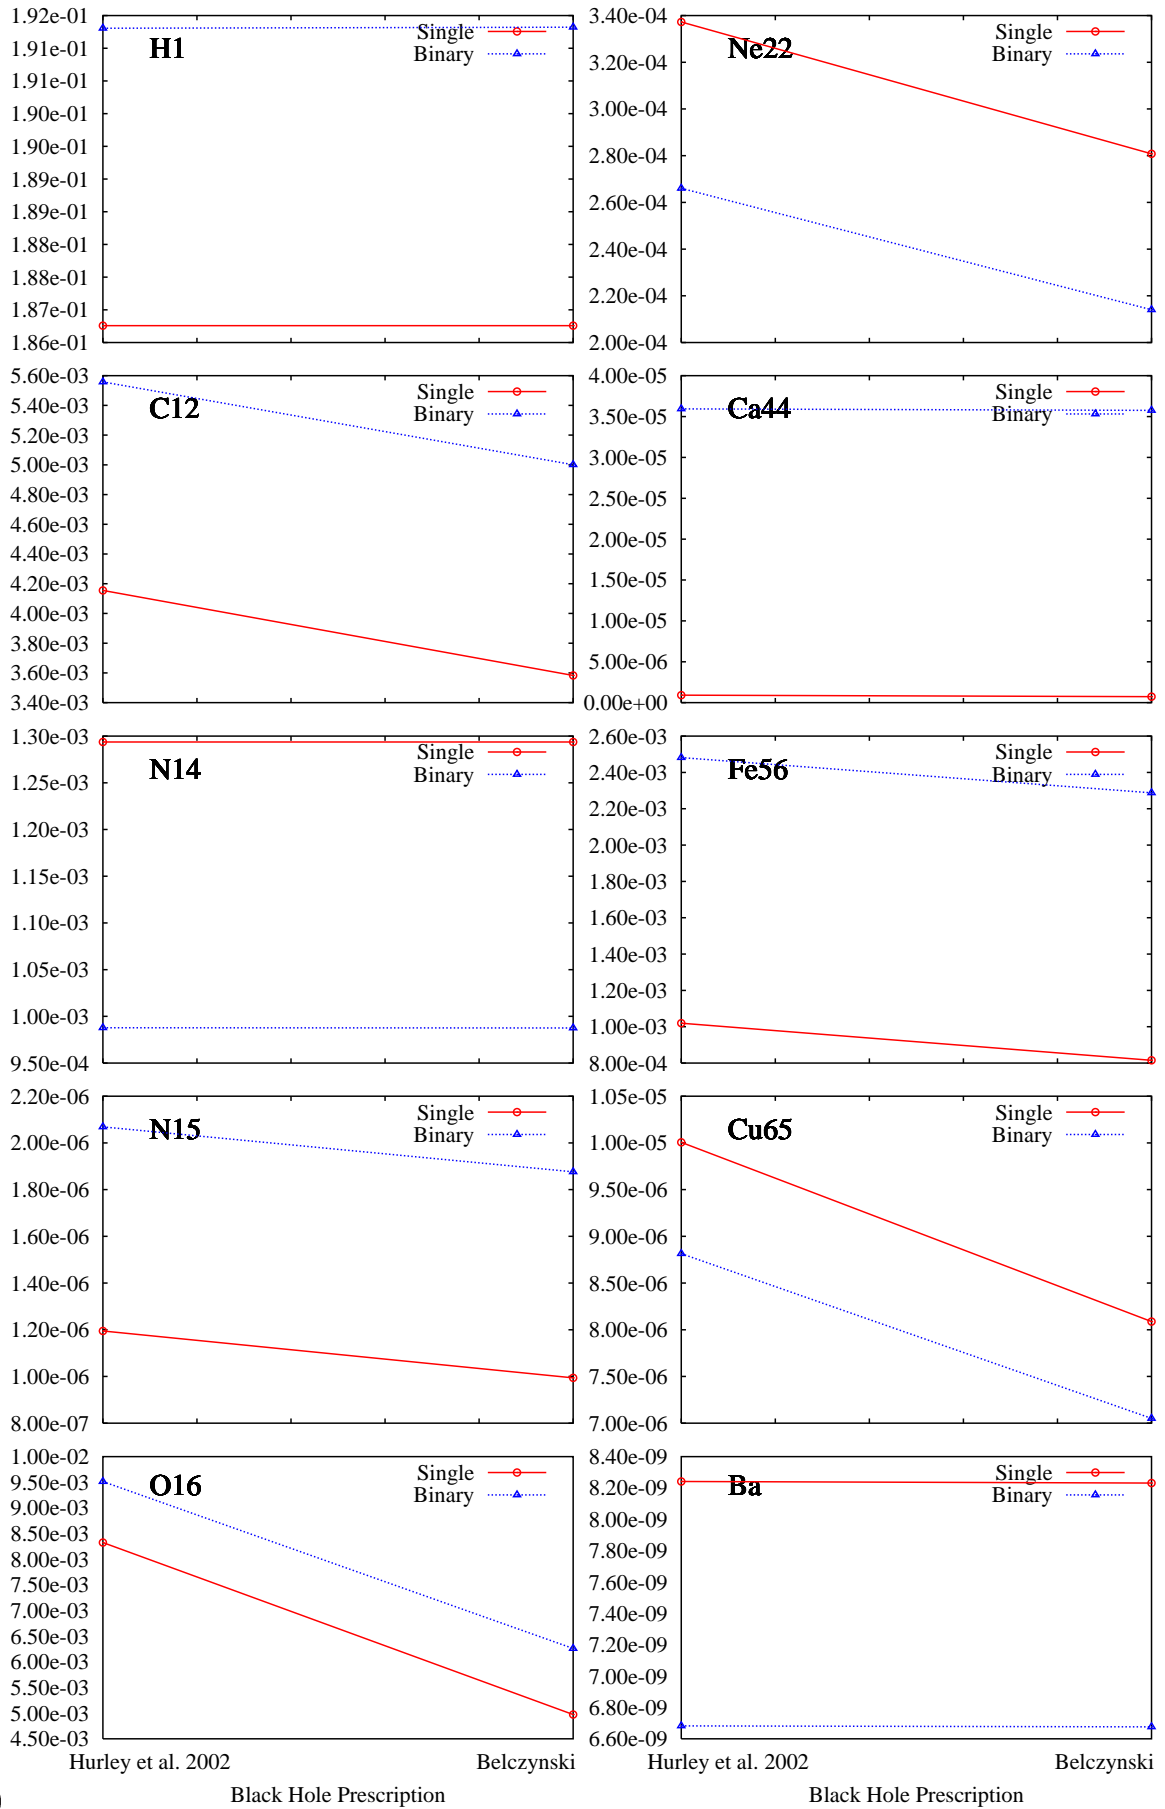 H1
Single
Binary
1.92e-01
1.91e-01
1.91e-01
1.90e-01
1.90e-01
1.89e-01
1.89e-01
1.88e-01
1.88e-01
1.87e-01
1.86e-01
Ne22
Single
Binary
3.40e-04
3.20e-04
3.00e-04
2.80e-04
2.60e-04
2.40e-04
2.20e-04
2.00e-04
C12
Single
Binary
5.60e-03
5.40e-03
5.20e-03
5.00e-03
4.80e-03
4.60e-03
4.40e-03
4.20e-03
4.00e-03
3.80e-03
3.60e-03
3.40e-03
Ca44
Single
Binary
4.00e-05
3.50e-05
3.00e-05
2.50e-05
2.00e-05
1.50e-05
1.00e-05
5.00e-06
0.00e+00
N14
Single
Binary
1.30e-03
1.25e-03
1.20e-03
1.15e-03
1.10e-03
1.05e-03
1.00e-03
9.50e-04
Fe56
Single
Binary
2.60e-03
2.40e-03
2.20e-03
2.00e-03
1.80e-03
1.60e-03
1.40e-03
1.20e-03
1.00e-03
8.00e-04
N15
Single
Binary
2.20e-06
2.00e-06
1.80e-06
1.60e-06
1.40e-06
1.20e-06
1.00e-06
8.00e-07
Cu65
Single
Binary
1.05e-05
1.00e-05
9.50e-06
9.00e-06
8.50e-06
8.00e-06
7.50e-06
7.00e-06
O16
Single
Binary
1.00e-02
9.50e-03
9.00e-03
8.50e-03
8.00e-03
7.50e-03
7.00e-03
6.50e-03
6.00e-03
5.50e-03
5.00e-03
4.50e-03
Hurley et al. 2002
Belczynski
Black Hole Prescription
Ba
Single
Binary
8.40e-09
8.20e-09
8.00e-09
7.80e-09
7.60e-09
7.40e-09
7.20e-09
7.00e-09
6.80e-09
6.60e-09
Hurley et al. 2002
Belczynski
Black Hole Prescription